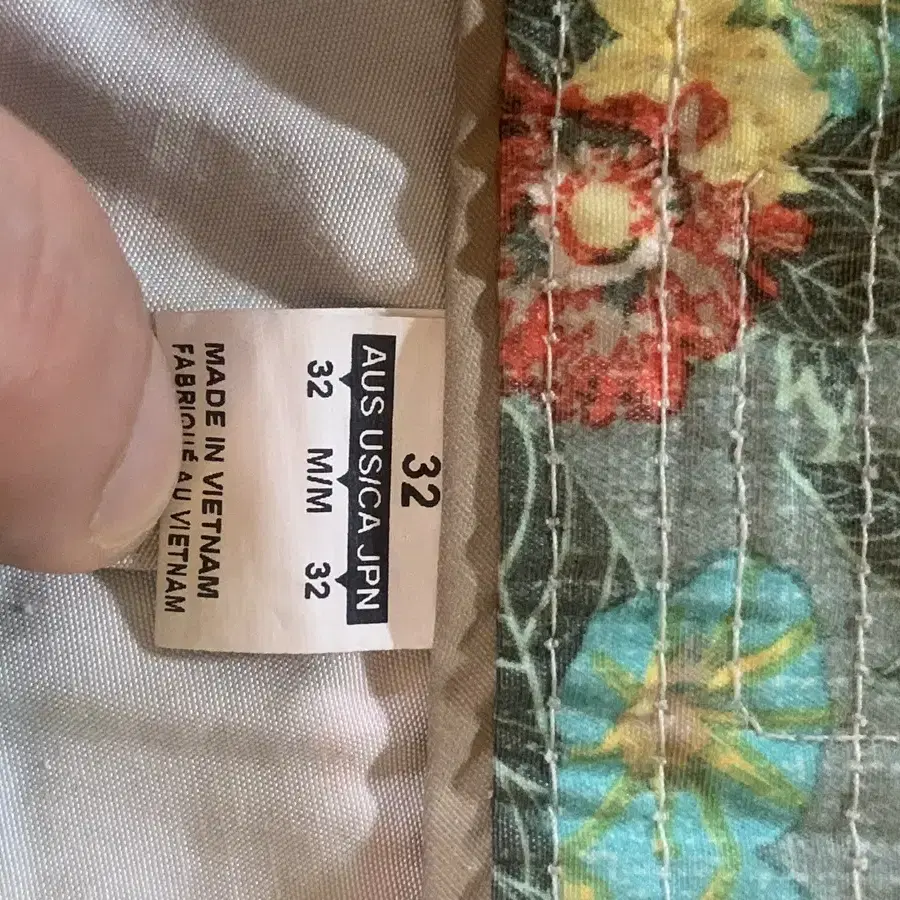 32
AUS US/CA JPN
32 M/M 32
MADE IN VIETNAM
FABRIQUÉ AU VIETNAM